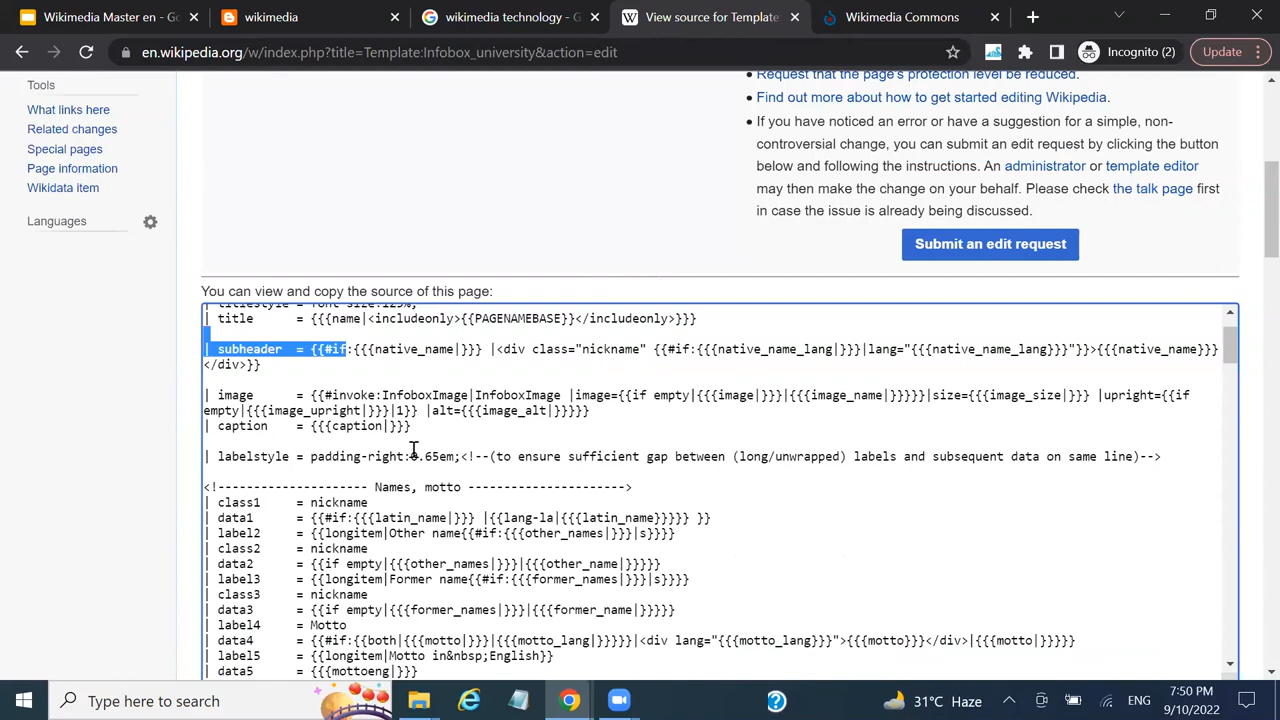 Wikimedia Master en - Go
wikimedia
wikimedia technology - G
View source for Template
Wikimedia Commons
en.wikipedia.org/w/index.php?title=Template:Infobox_university&action=edit
Incognito (2)
Update
Tools
What links here
Related changes
Special pages
Page information
Wikidata item
Languages
Request that the page's protection level be reduced.
Find out more about how to get started editing Wikipedia.
If you have noticed an error or have a suggestion for a simple, non-
controversial change, you can submit an edit request by clicking the button
below and following the instructions. An administrator or template editor
may then make the change on your behalf. Please check the talk page first
in case the issue is already being discussed.
Submit an edit request
You can view and copy the source of this page:
| titlestyle = font-size:125%;
| title = {{{name|<includeonly>{{PAGENAMEBASE}}</includeonly>}}}
| subheader = {{#if:{{{native_name|}}} |<div class="nickname" {{#if:{{{native_name_lang|}}}|lang="{{{native_name_lang}}}"}}>{{{native_name}}}
</div>}}
| image = {{#invoke:InfoboxImage|InfoboxImage |image={{if empty|{{{image|}}}|{{{image_name|}}}}}|size={{{image_size|}}} |upright={{if
empty|{{{image_upright|}}}|1}} |alt={{{image_alt|}}}}}
| caption = {{{caption|}}}
| labelstyle = padding-right:0.65em;<!--(to ensure sufficient gap between (long/unwrapped) labels and subsequent data on same line)-->
<!--------------------- Names, motto ---------------------->
| class1 = nickname
| data1 = {{#if:{{{latin_name|}}} |{{lang-la|{{{latin_name}}}}} }}
| label2 = {{longitem|Other name{{#if:{{{other_names|}}}|s}}}}
| class2 = nickname
| data2 = {{if empty|{{{other_names|}}}|{{{other_name|}}}}}
| label3 = {{longitem|Former name{{#if:{{{former_names|}}}|s}}}}
| class3 = nickname
| data3 = {{if empty|{{{former_names|}}}|{{{former_name|}}}}}
| label4 = Motto
| data4 = {{#if:{{both|{{{motto|}}}|{{{motto_lang|}}}}}|<div lang="{{{motto_lang}}}">{{{motto}}}</div>|{{{motto|}}}}}
| label5 = {{longitem|Motto in&nbsp;English}}
| data5 = {{{mottoeng|}}}
Type here to search
31°C Haze
ENG
7:50 PM
9/10/2022